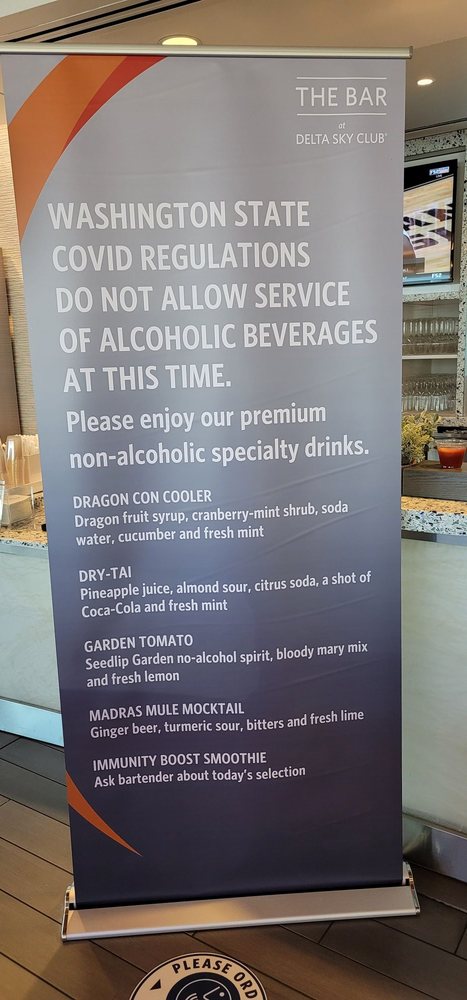 THE BAR
at
DELTA SKY CLUB®
WASHINGTON STATE
COVID REGULATIONS
DO NOT ALLOW SERVICE
OF ALCOHOLIC BEVERAGES
AT THIS TIME.
Please enjoy our premium
non-alcoholic specialty drinks.
DRAGON CON COOLER
Dragon fruit syrup, cranberry-mint shrub, soda
water, cucumber and fresh mint
DRY-TAI
Pineapple juice, almond sour, citrus soda, a shot of
Coca-Cola and fresh mint
GARDEN TOMATO
Seedlip Garden no-alcohol spirit, bloody mary mix
and fresh lemon
MADRAS MULE MOCKTAIL
Ginger beer, turmeric sour, bitters and fresh lime
IMMUNITY BOOST SMOOTHIE
Ask bartender about today's selection
PLEASE ORD